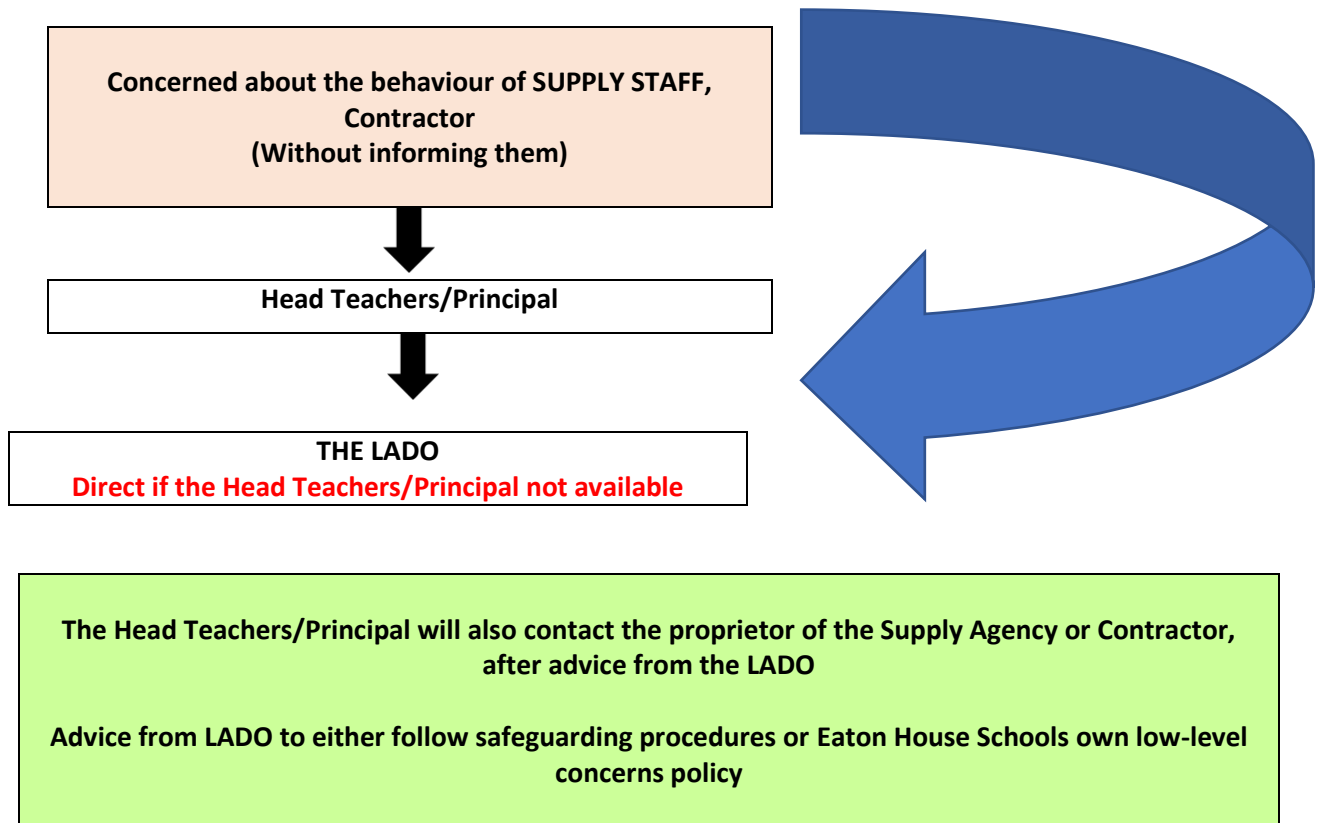 Concerned about the behaviour of SUPPLY STAFF,
Contractor
(Without informing them)
Head Teachers/Principal
THE LADO
Direct if the Head Teachers/Principal not available
The Head Teachers/Principal will also contact the proprietor of the Supply Agency or Contractor,
after advice from the LADO
Advice from LADO to either follow safeguarding procedures or Eaton House Schools own low-level
concerns policy